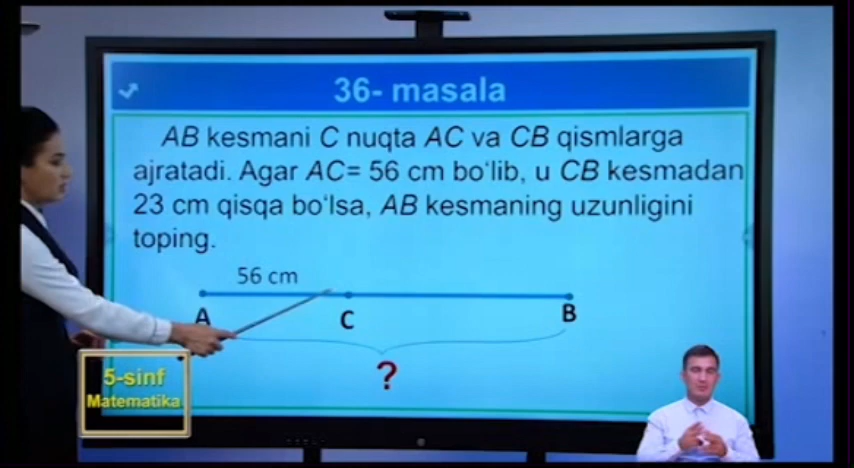 36- masala
AB kesmani C nuqta AC va CB qismlarga
ajratadi. Agar AC= 56 cm bo‘lib, u CB kesmadan
23 cm qisqa bo‘lsa, AB kesmaning uzunligini
toping.
56 cm
A
C
B
?
5-sinf
Matematika